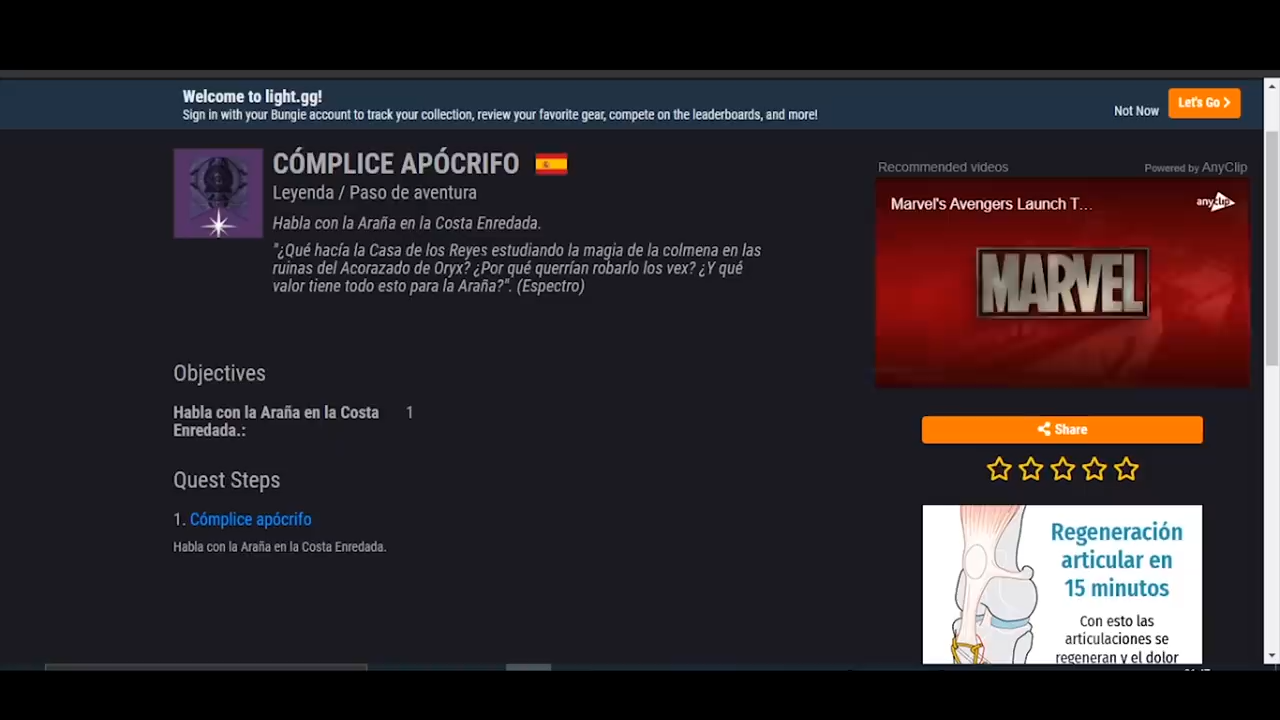 Welcome to light.gg!
Sign in with your Bungie account to track your collection, review your favorite gear, compete on the leaderboards, and more!
Not Now
Let's Go
CÓMPLICE APÓCRIFO
Leyenda / Paso de aventura
Habla con la Araña en la Costa Enredada.
"¿Qué hacía la Casa de los Reyes estudiando la magia de la colmena en las
ruinas del Acorazado de Oryx? ¿Por qué querrían robarlo los vex? ¿Y qué
valor tiene todo esto para la Araña?". (Espectro)
Objectives
Habla con la Araña en la Costa
Enredada.:
1
Quest Steps
1. Cómplice apócrifo
Habla con la Araña en la Costa Enredada.
Recommended videos
Powered by AnyClip
Marvel's Avengers Launch T...
anyclip
MARVEL
Share
Regeneración
articular en
15 minutos
Con esto las
articulaciones se
regeneran y el dolor